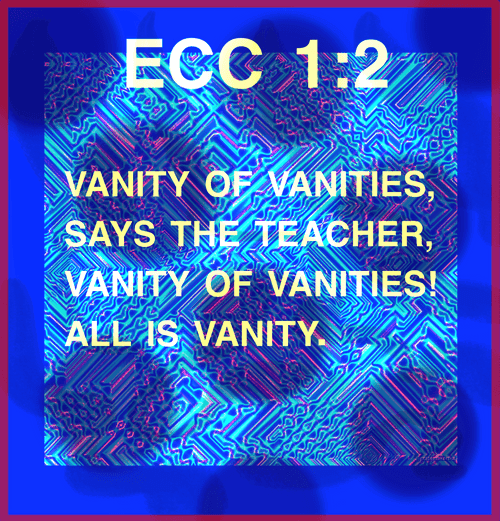 ECC 1:2
VANITY OF VANITIES,
SAYS THE TEACHER,
VANITY OF VANITIES!
ALL IS VANITY.